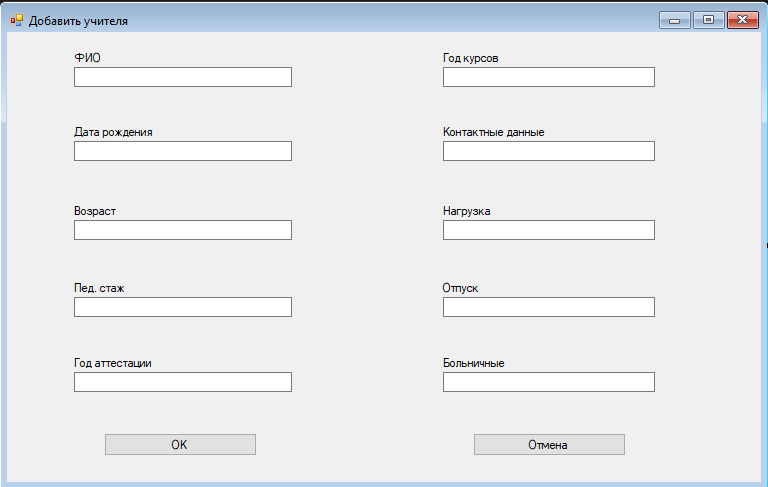 Добавить учителя
ФИО
Год курсов
Дата рождения
Контактные данные
Возраст
Нагрузка
Пед. стаж
Отпуск
Год аттестации
Больничные
ОК
Отмена